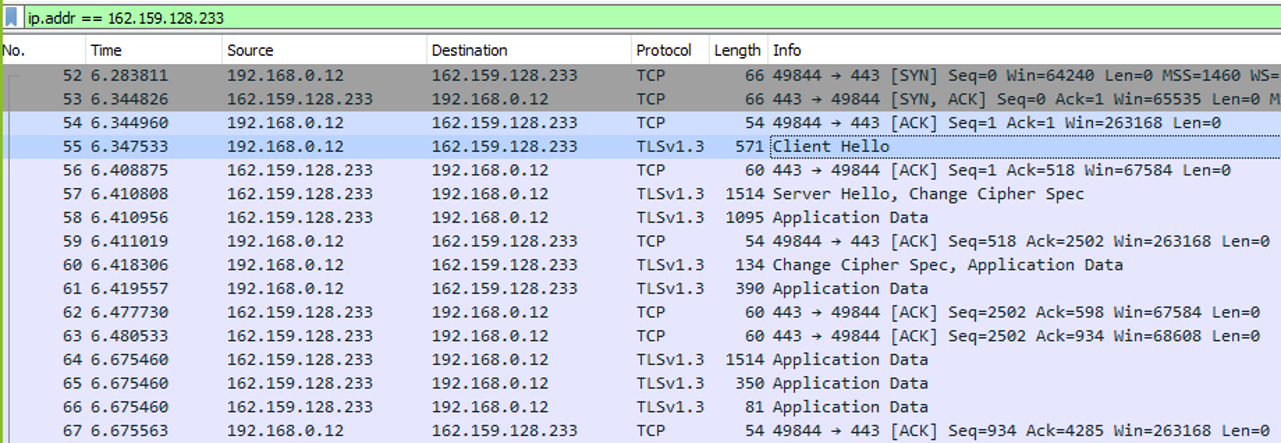 ip.addr == 162.159.128.233
No. Time Source Destination Protocol Length Info
52 6.283811 192.168.0.12 162.159.128.233 TCP 66 49844 → 443 [SYN] Seq=0 Win=64240 Len=0 MSS=1460 WS=
53 6.344826 162.159.128.233 192.168.0.12 TCP 66 443 → 49844 [SYN, ACK] Seq=0 Ack=1 Win=65535 Len=0 M
54 6.344960 192.168.0.12 162.159.128.233 TCP 54 49844 → 443 [ACK] Seq=1 Ack=1 Win=263168 Len=0
55 6.347533 192.168.0.12 162.159.128.233 TLSv1.3 571 Client Hello
56 6.408875 162.159.128.233 192.168.0.12 TCP 60 443 → 49844 [ACK] Seq=1 Ack=518 Win=67584 Len=0
57 6.410808 162.159.128.233 192.168.0.12 TLSv1.3 1514 Server Hello, Change Cipher Spec
58 6.410956 162.159.128.233 192.168.0.12 TLSv1.3 1095 Application Data
59 6.411019 192.168.0.12 162.159.128.233 TCP 54 49844 → 443 [ACK] Seq=518 Ack=2502 Win=263168 Len=0
60 6.418306 192.168.0.12 162.159.128.233 TLSv1.3 134 Change Cipher Spec, Application Data
61 6.419557 192.168.0.12 162.159.128.233 TLSv1.3 390 Application Data
62 6.477730 162.159.128.233 192.168.0.12 TCP 60 443 → 49844 [ACK] Seq=2502 Ack=598 Win=67584 Len=0
63 6.480533 162.159.128.233 192.168.0.12 TCP 60 443 → 49844 [ACK] Seq=2502 Ack=934 Win=68608 Len=0
64 6.675460 162.159.128.233 192.168.0.12 TLSv1.3 1514 Application Data
65 6.675460 162.159.128.233 192.168.0.12 TLSv1.3 350 Application Data
66 6.675460 162.159.128.233 192.168.0.12 TLSv1.3 81 Application Data
67 6.675563 192.168.0.12 162.159.128.233 TCP 54 49844 → 443 [ACK] Seq=934 Ack=4285 Win=263168 Len=0